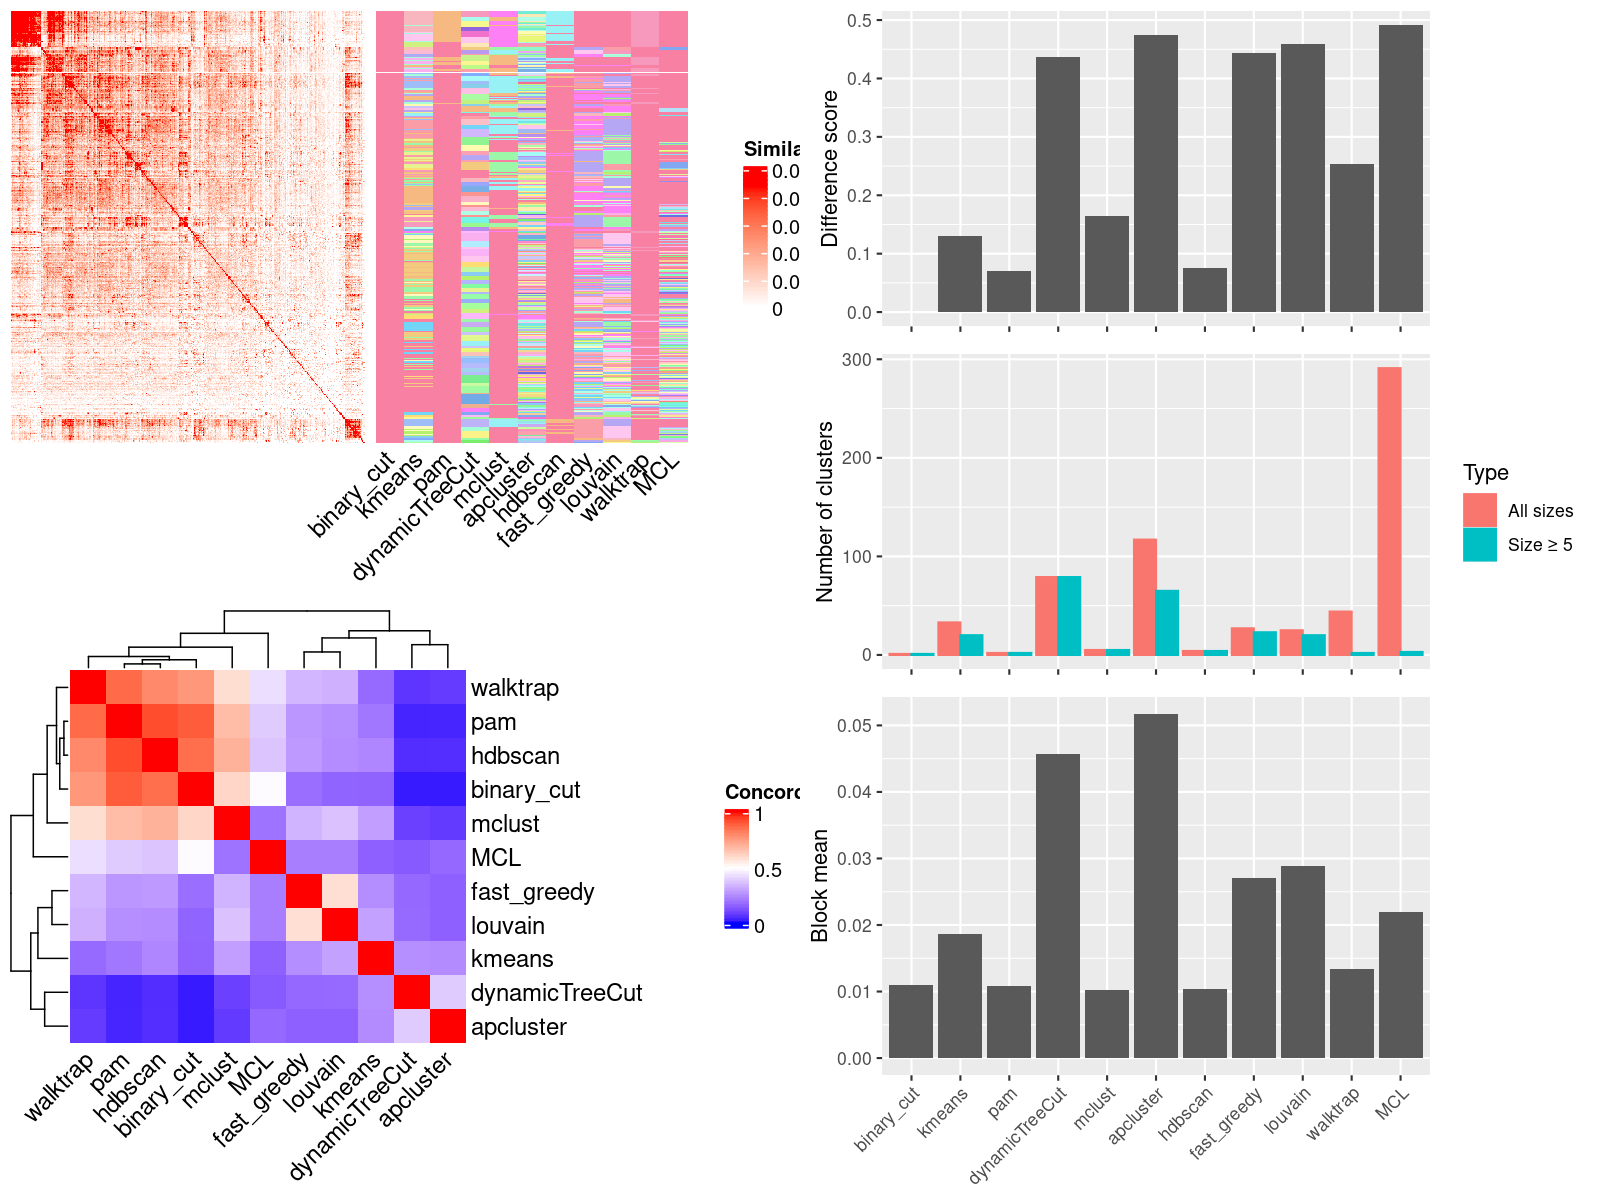 Simila
0.0
0.0
0.0
0.0
0.0
0
binary_cut
kmeans
pam
dynamicTreeCut
mclust
apcluster
hdbscan
fast_greedy
louvain
walktrap
MCL
walktrap
pam
hdbscan
binary_cut
mclust
MCL
fast_greedy
louvain
kmeans
dynamicTreeCut
apcluster
walktrap
pam
hdbscan
binary_cut
mclust
MCL
fast_greedy
louvain
kmeans
dynamicTreeCut
apcluster
Concord
1
0.5
0
Difference score
0.5
0.4
0.3
0.2
0.1
0.0
Number of clusters
300
200
100
0
Type
All sizes
Size ≥ 5
Block mean
0.05
0.04
0.03
0.02
0.01
0.00
binary_cut
kmeans
pam
dynamicTreeCut
mclust
apcluster
hdbscan
fast_greedy
louvain
walktrap
MCL